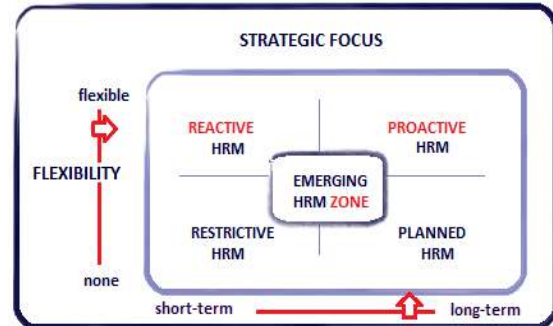 STRATEGIC FOCUS
flexible
REACTIVE PROACTIVE
HRM HRM
FLEXIBILITY
EMERGING
HRM ZONE
RESTRICTIVE PLANNED
HRM HRM
none
short-term long-term